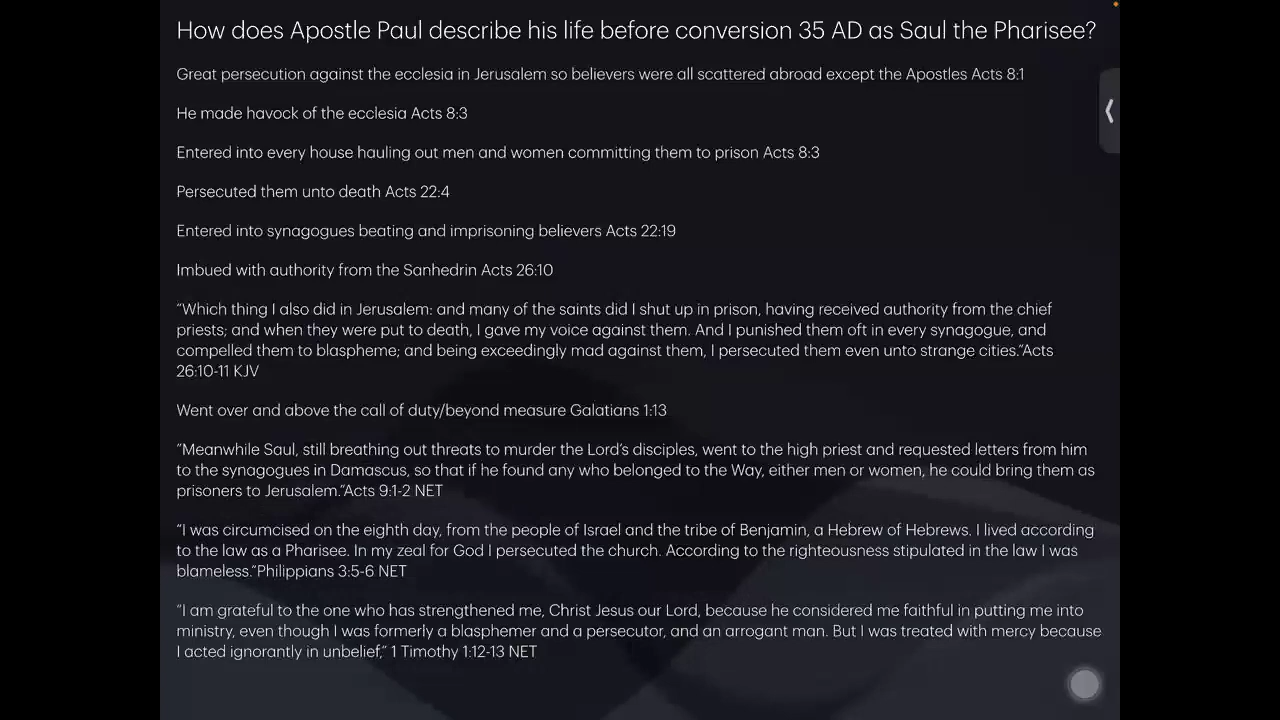 How does Apostle Paul describe his life before conversion 35 AD as Saul the Pharisee?
Great persecution against the ecclesia in Jerusalem so believers were all scattered abroad except the Apostles Acts 8:1
He made havock of the ecclesia Acts 8:3
Entered into every house hauling out men and women committing them to prison Acts 8:3
Persecuted them unto death Acts 22:4
Entered into synagogues beating and imprisoning believers Acts 22:19
Imbued with authority from the Sanhedrin Acts 26:10
“Which thing I also did in Jerusalem: and many of the saints did I shut up in prison, having received authority from the chief
priests; and when they were put to death, I gave my voice against them. And I punished them oft in every synagogue, and
compelled them to blaspheme; and being exceedingly mad against them, I persecuted them even unto strange cities.”Acts
26:10-11 KJV
Went over and above the call of duty/beyond measure Galatians 1:13
“Meanwhile Saul, still breathing out threats to murder the Lord’s disciples, went to the high priest and requested letters from him
to the synagogues in Damascus, so that if he found any who belonged to the Way, either men or women, he could bring them as
prisoners to Jerusalem.”Acts 9:1-2 NET
“I was circumcised on the eighth day, from the people of Israel and the tribe of Benjamin, a Hebrew of Hebrews. I lived according
to the law as a Pharisee. In my zeal for God I persecuted the church. According to the righteousness stipulated in the law I was
blameless.”Philippians 3:5-6 NET
“I am grateful to the one who has strengthened me, Christ Jesus our Lord, because he considered me faithful in putting me into
ministry, even though I was formerly a blasphemer and a persecutor, and an arrogant man. But I was treated with mercy because
I acted ignorantly in unbelief,” 1 Timothy 1:12-13 NET